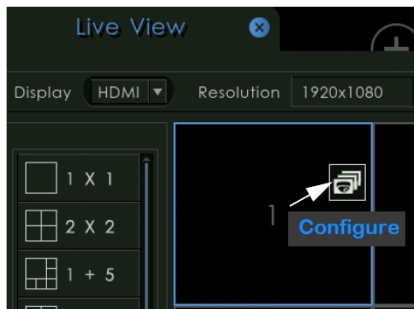 Live View
Display HDMI Resolution 1920x1080
1 X 1
2 X 2
1 + 5
1
Configure